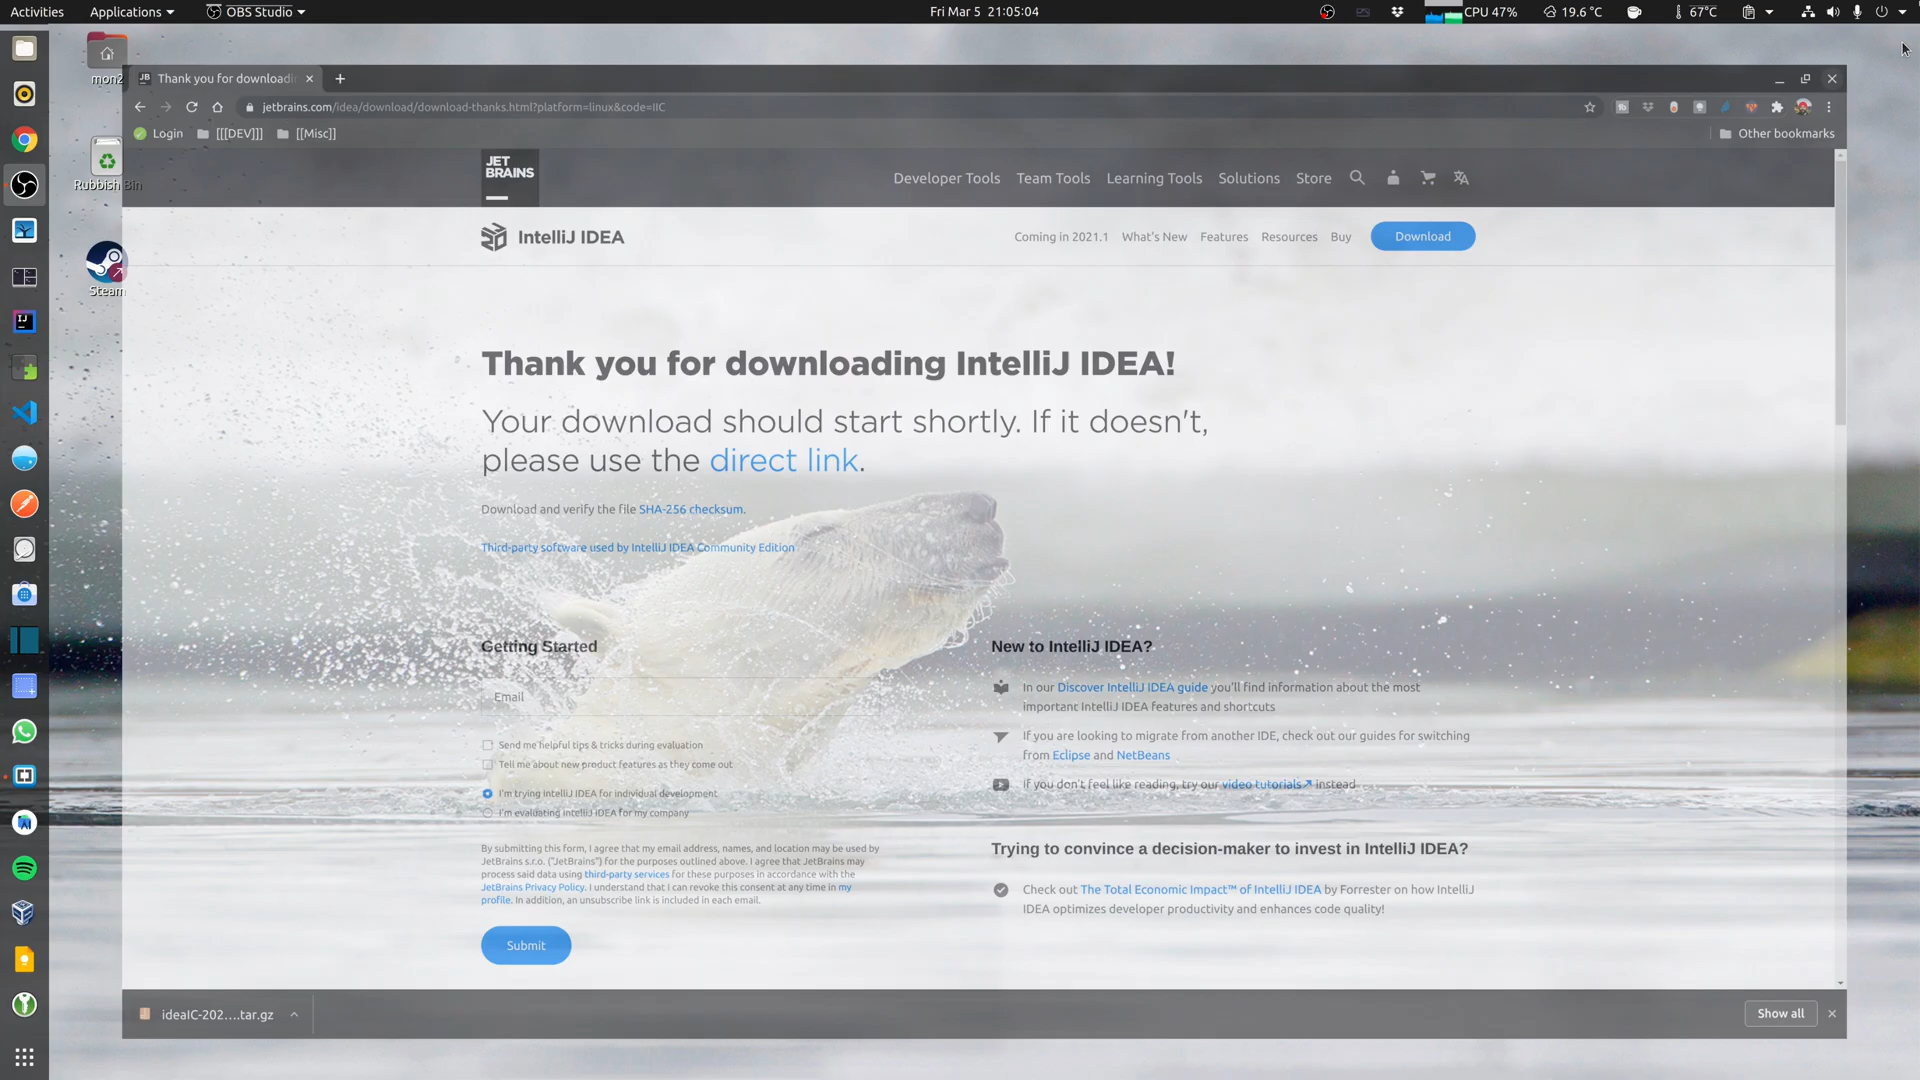 Activities
Applications
OBS Studio
Fri Mar 5 21:05:04
CPU 47%
19.6 °C
67°C
Rubbish Bin
Steam
JB Thank you for downloadin
jetbrains.com/idea/download/download-thanks.html?platform=linux&code=IIC
Login
[[[DEV]]]
[[Misc]]
Other bookmarks
JET
BRAINS
Developer Tools
Team Tools
Learning Tools
Solutions
Store
IntelliJ IDEA
Coming in 2021.1
What's New
Features
Resources
Buy
Download
Thank you for downloading IntelliJ IDEA!
Your download should start shortly. If it doesn't,
please use the direct link.
Download and verify the file SHA-256 checksum.
Third-party software used by IntelliJ IDEA Community Edition
Getting Started
Email
Send me helpful tips & tricks during evaluation
Tell me about new product features as they come out
I'm trying IntelliJ IDEA for individual development
I'm evaluating IntelliJ IDEA for my company
By submitting this form, I agree that my email address, names, and location may be used by
JetBrains s.r.o. ("JetBrains") for the purposes outlined above. I agree that JetBrains may
process said data using third-party services for these purposes in accordance with the
JetBrains Privacy Policy. I understand that I can revoke this consent at any time in my
profile. In addition, an unsubscribe link is included in each email.
Submit
New to IntelliJ IDEA?
In our Discover IntelliJ IDEA guide you'll find information about the most
important IntelliJ IDEA features and shortcuts
If you are looking to migrate from another IDE, check out our guides for switching
from Eclipse and NetBeans
If you don't feel like reading, try our video tutorials↗ instead
Trying to convince a decision-maker to invest in IntelliJ IDEA?
Check out The Total Economic Impact™ of IntelliJ IDEA by Forrester on how IntelliJ
IDEA optimizes developer productivity and enhances code quality!
ideaIC-202....tar.gz
Show all